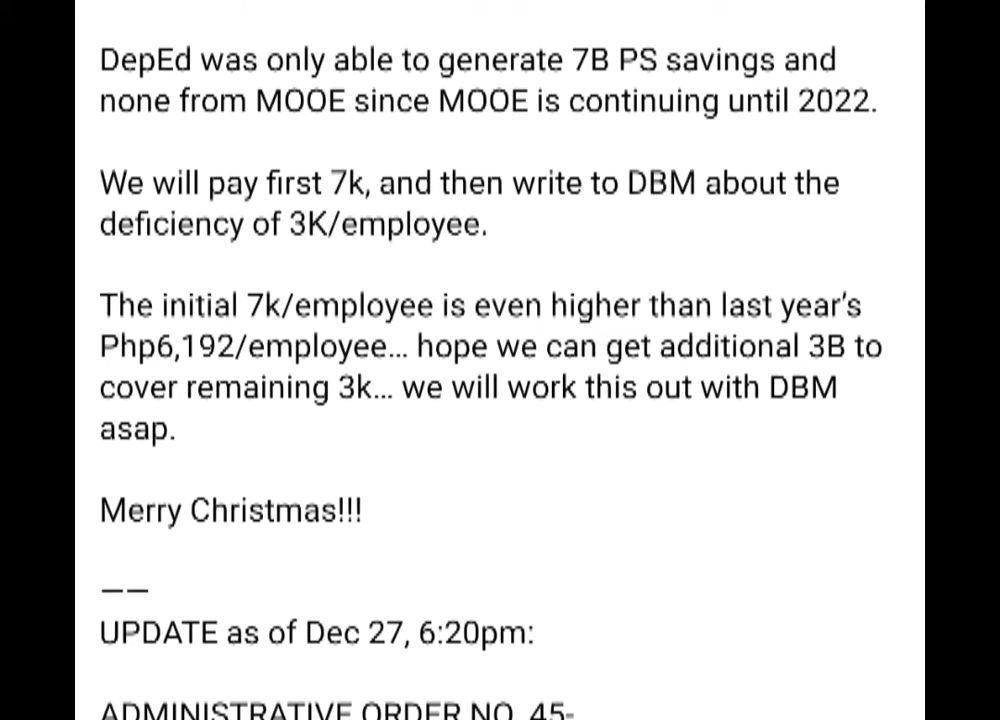 DepEd was only able to generate 7B PS savings and
none from MOOE since MOOE is continuing until 2022.
We will pay first 7k, and then write to DBM about the
deficiency of 3K/employee.
The initial 7k/employee is even higher than last year's
Php6,192/employee... hope we can get additional 3B to
cover remaining 3k... we will work this out with DBM
asap.
Merry Christmas!!!
——
UPDATE as of Dec 27, 6:20pm:
ADMINISTRATIVE ORDER NO. 45-